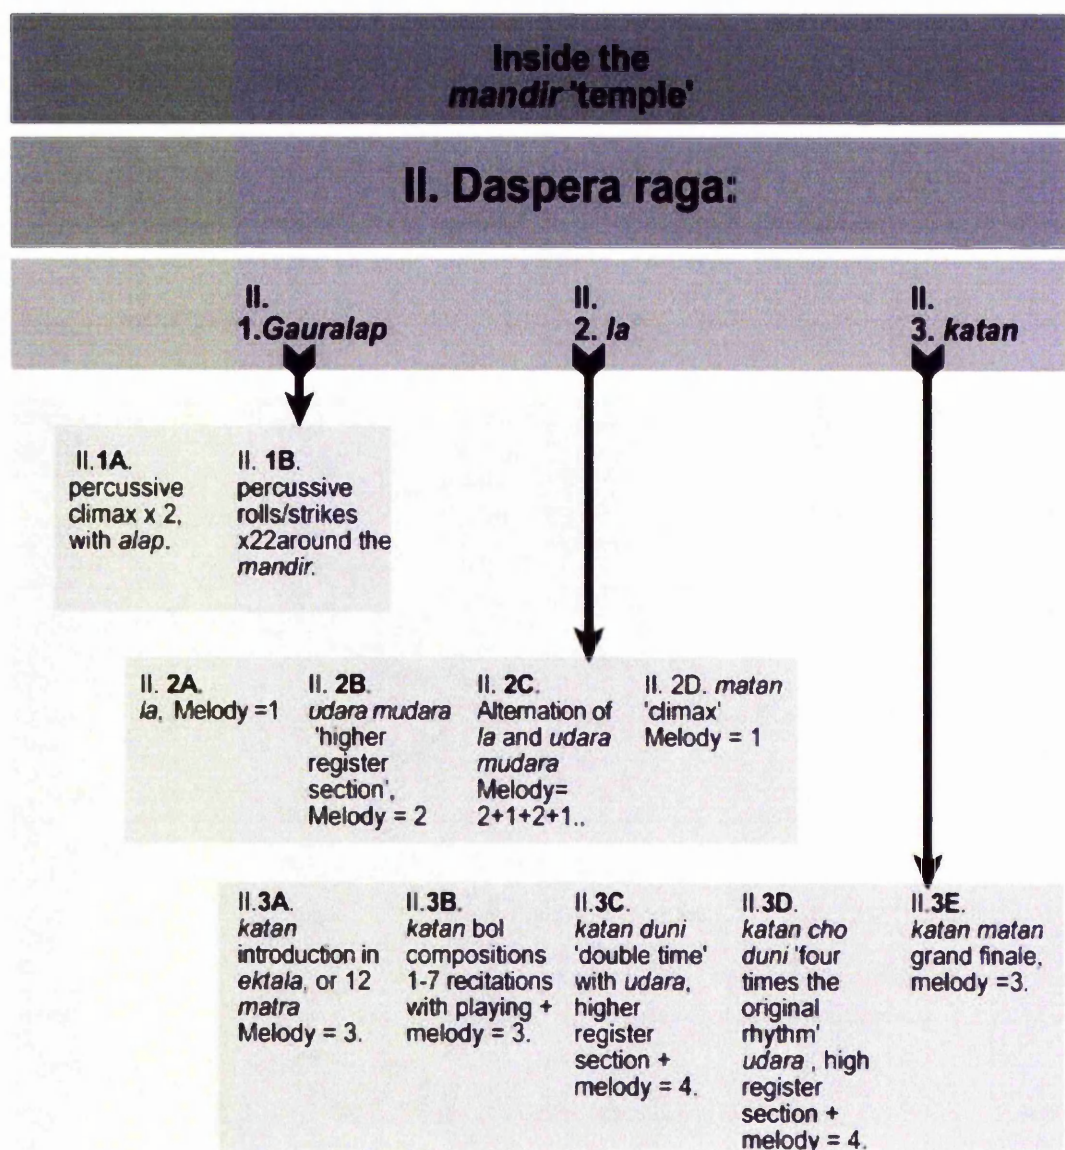 Inside the
mandir 'temple'
II. Daspera raga:
II.
1.Gauralap
II.
2. la
II.
3. katan
II.1A.
percussive
climax x 2,
with alap.
II. 1B.
percussive
rolls/strikes
x22around the
mandir.
II. 2A.
la, Melody =1
II. 2B.
udara mudara
'higher
register
section',
Melody = 2
II. 2C.
Alternation of
la and udara
mudara
Melody=
2+1+2+1..
II. 2D. matan
'climax'
Melody = 1
II.3A.
katan
introduction in
ektala, or 12
matra
Melody = 3.
II.3B.
katan bol
compositions
1-7 recitations
with playing +
melody = 3.
II.3C.
katan duni
'double time'
with udara,
higher
register
section +
melody = 4.
II.3D.
katan cho
duni 'four
times the
original
rhythm'
udara , high
register
section +
melody = 4.
II.3E.
katan matan
grand finale,
melody =3.